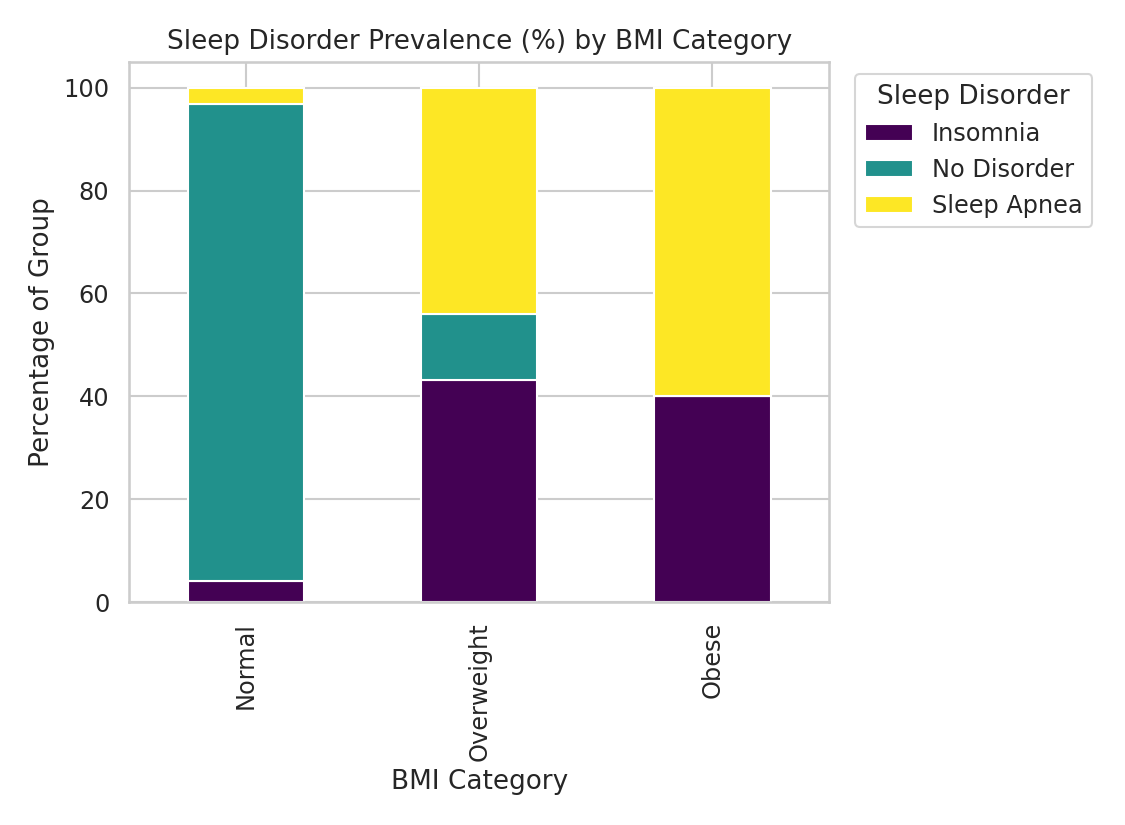 Sleep Disorder Prevalence (%) by BMI Category
Sleep Disorder
Insomnia
No Disorder
Sleep Apnea
Percentage of Group
100
80
60
40
20
0
Normal
Overweight
Obese
BMI Category